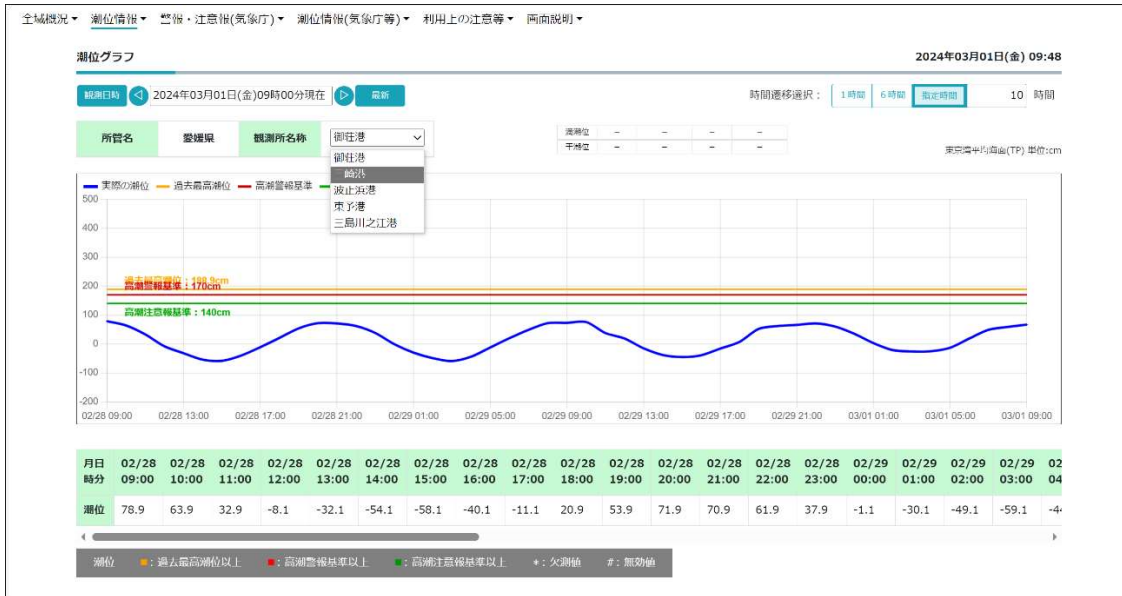 全域概況▼ 潮位情報▼ 警報・注意報(気象庁)▼ 潮位情報(気象庁等)▼ 利用上の注意等▼ 画面説明▼
潮位グラフ 2024年03月01日(金) 09:48
観測日時 2024年03月01日(金)09時00分現在 最新 時間遷移選択： 1時間 6時間 指定時間 10 時間
所管名 愛媛県 観測所名称 御荘港
満潮位 － － － －
干潮位 － － － －
東京湾平均海面(TP) 単位:cm
御荘港
三崎港
波止浜港
東予港
三島川之江港
実際の潮位 過去最高潮位 高潮警報基準
500
400
300
200
100
0
-100
-200
過去最高潮位：188.9cm
高潮警報基準：170cm
高潮注意報基準：140cm
02/28 09:00 02/28 13:00 02/28 17:00 02/28 21:00 02/29 01:00 02/29 05:00 02/29 09:00 02/29 13:00 02/29 17:00 02/29 21:00 03/01 01:00 03/01 05:00 03/01 09:00
月日 02/28 02/28 02/28 02/28 02/28 02/28 02/28 02/28 02/28 02/28 02/28 02/28 02/28 02/28 02/28 02/29 02/29 02/29 02/29 02
時分 09:00 10:00 11:00 12:00 13:00 14:00 15:00 16:00 17:00 18:00 19:00 20:00 21:00 22:00 23:00 00:00 01:00 02:00 03:00 04
潮位 78.9 63.9 32.9 -8.1 -32.1 -54.1 -58.1 -40.1 -11.1 20.9 53.9 71.9 70.9 61.9 37.9 -1.1 -30.1 -49.1 -59.1 -44
潮位 ■：過去最高潮位以上 ■：高潮警報基準以上 ■：高潮注意報基準以上 *：欠測値 #：無効値